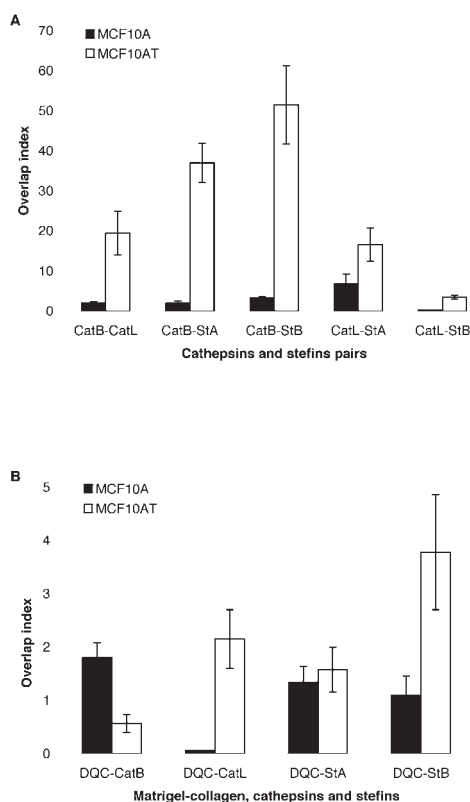 A
70
MCF10A
MCF10AT
60
50
40
30
20
10
0
Overlap index
CatB-CatL CatB-StA CatB-StB CatL-StA CatL-StB
Cathepsins and stefins pairs
B
5
MCF10A
MCF10AT
4
3
2
1
0
Overlap index
DQC-CatB DQC-CatL DQC-StA DQC-StB
Matrigel-collagen, cathepsins and stefins